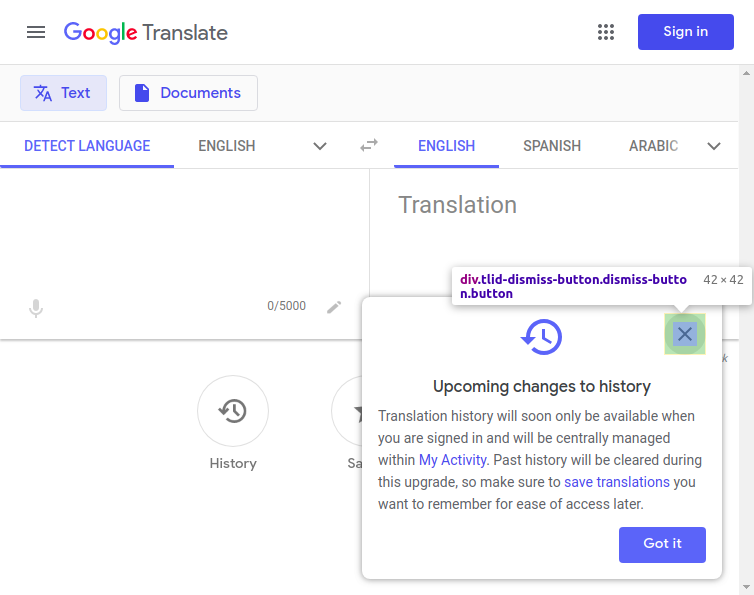 Google Translate
Sign in
Text
Documents
DETECT LANGUAGE
ENGLISH
ENGLISH
SPANISH
ARABIC
Translation
div.tlid-dismiss-button.dismiss-butto
n.button
42 × 42
0/5000
Upcoming changes to history
Translation history will soon only be available when
you are signed in and will be centrally managed
within My Activity. Past history will be cleared during
this upgrade, so make sure to save translations you
want to remember for ease of access later.
Got it
History
Sa
k